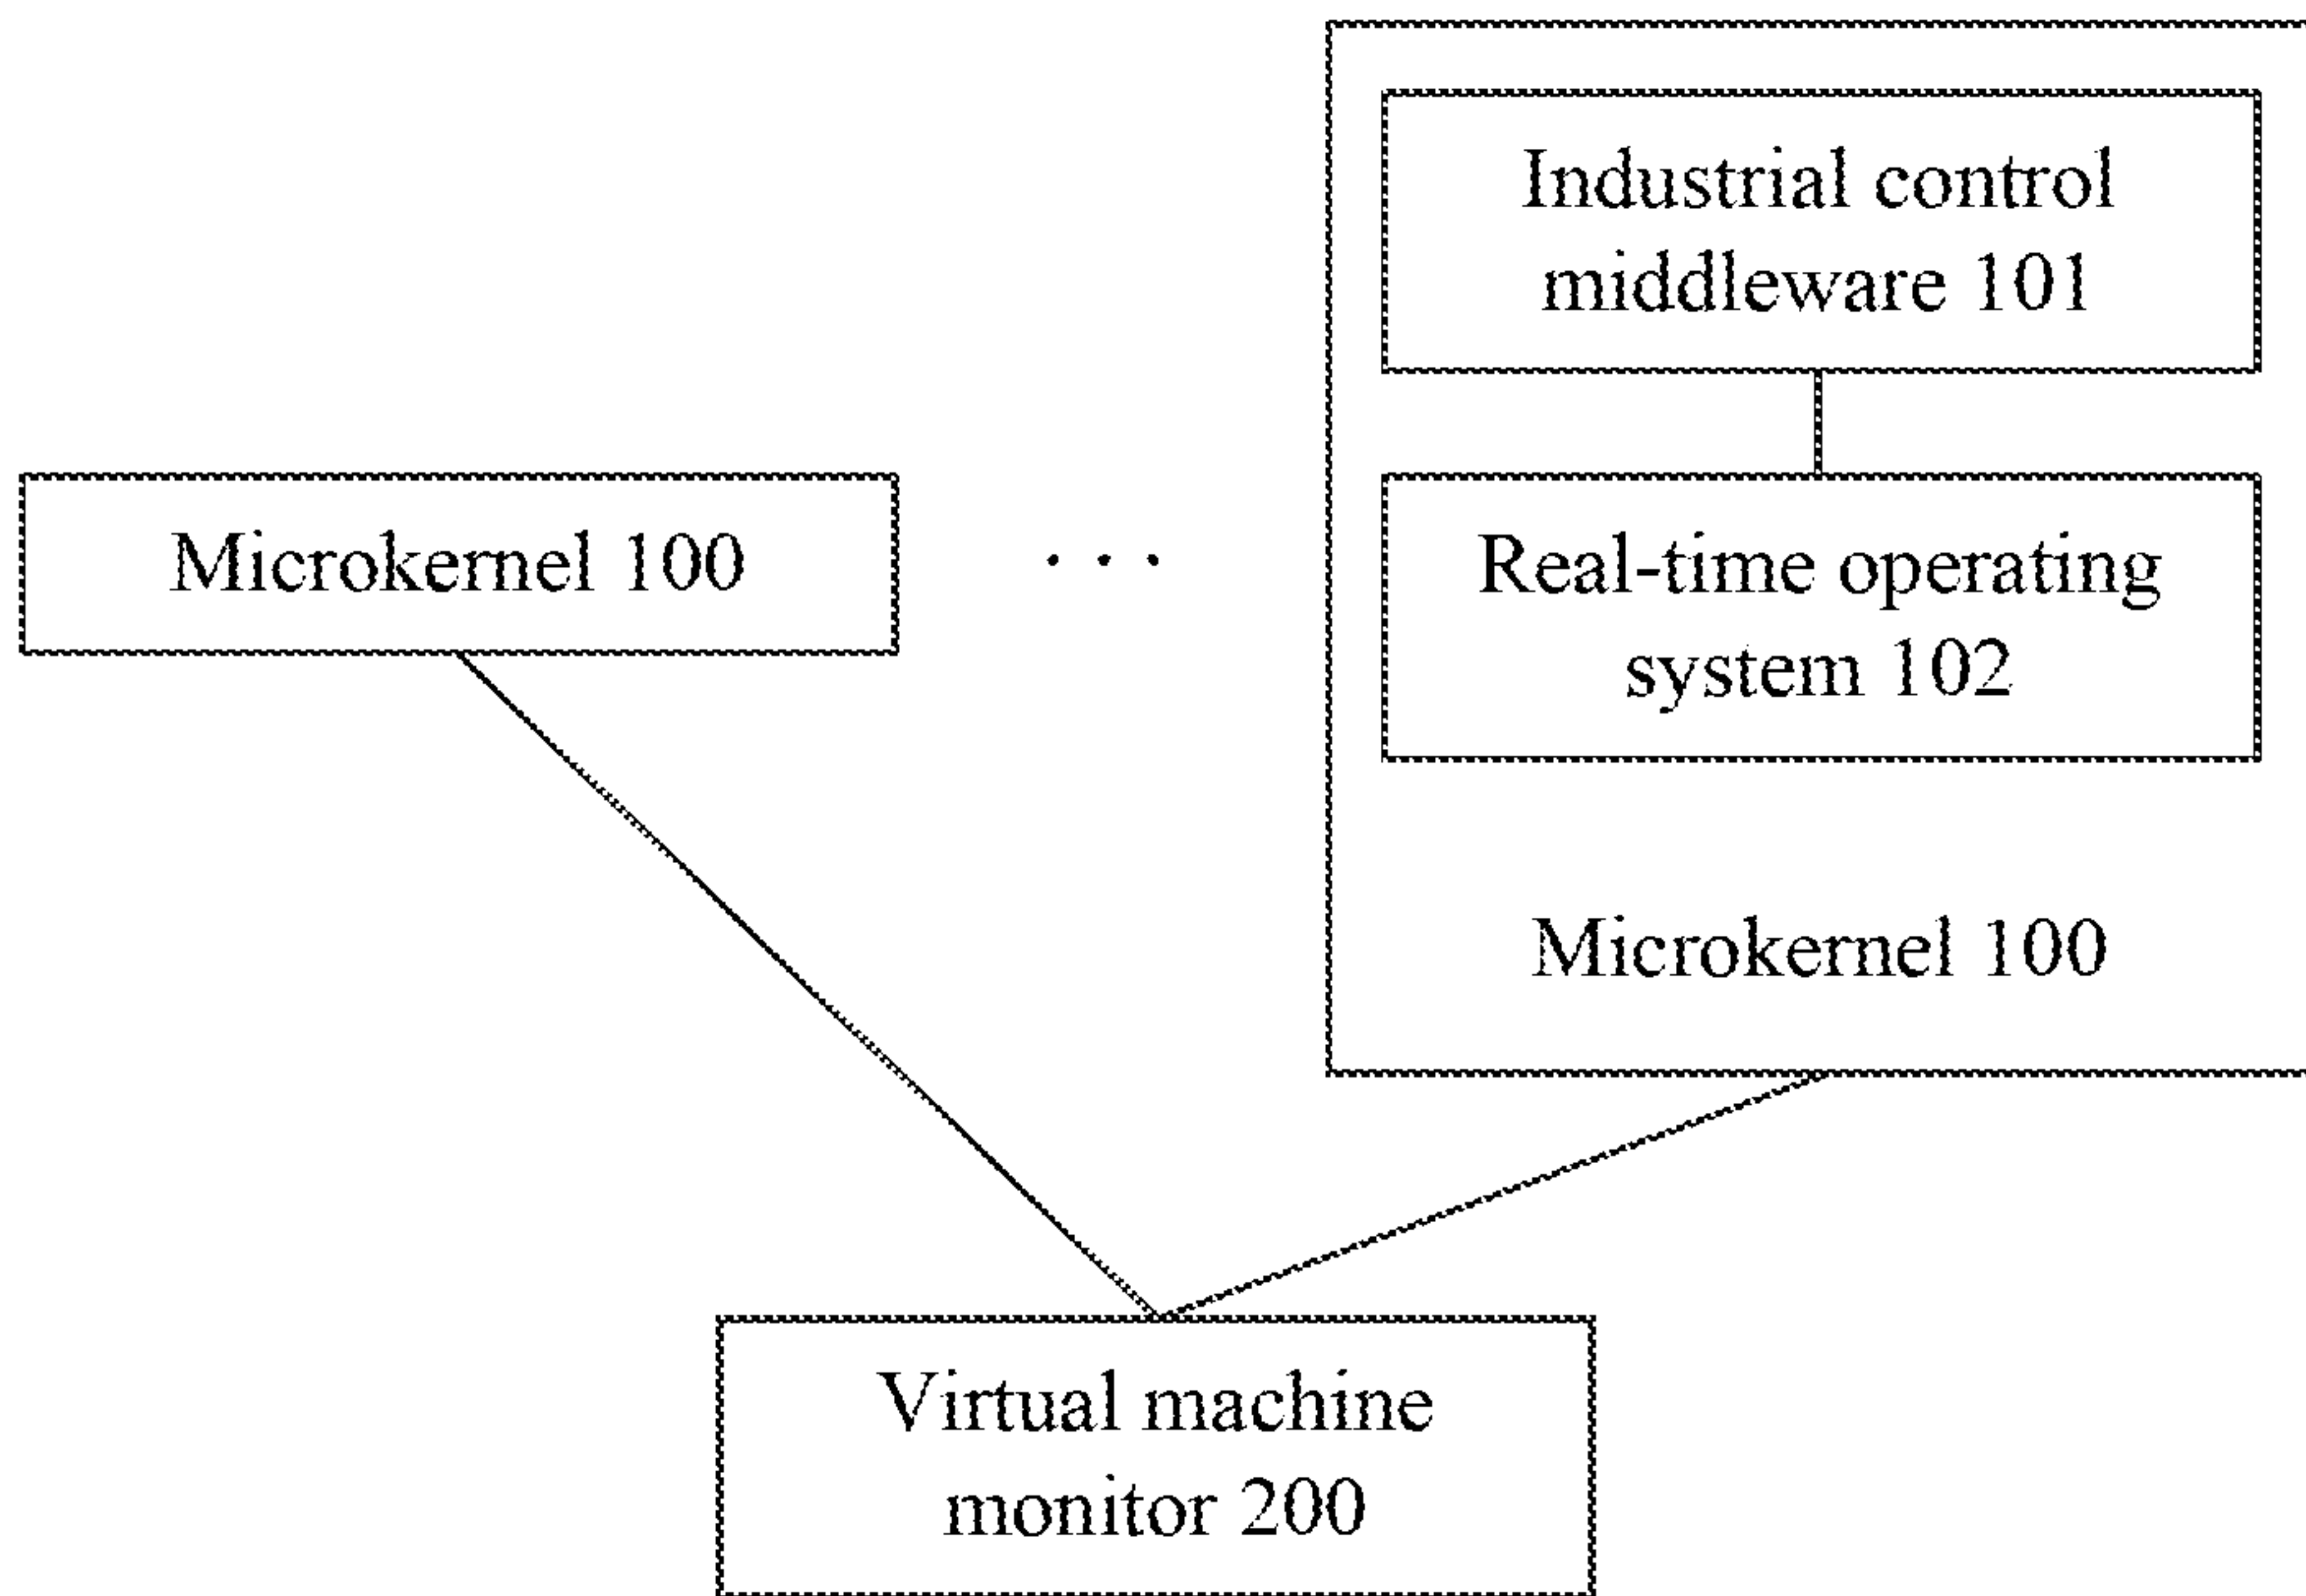 Industrial control
middleware 101
Microkernel 100
. . .
Real-time operating
system 102
Microkernel 100
Virtual machine
monitor 200